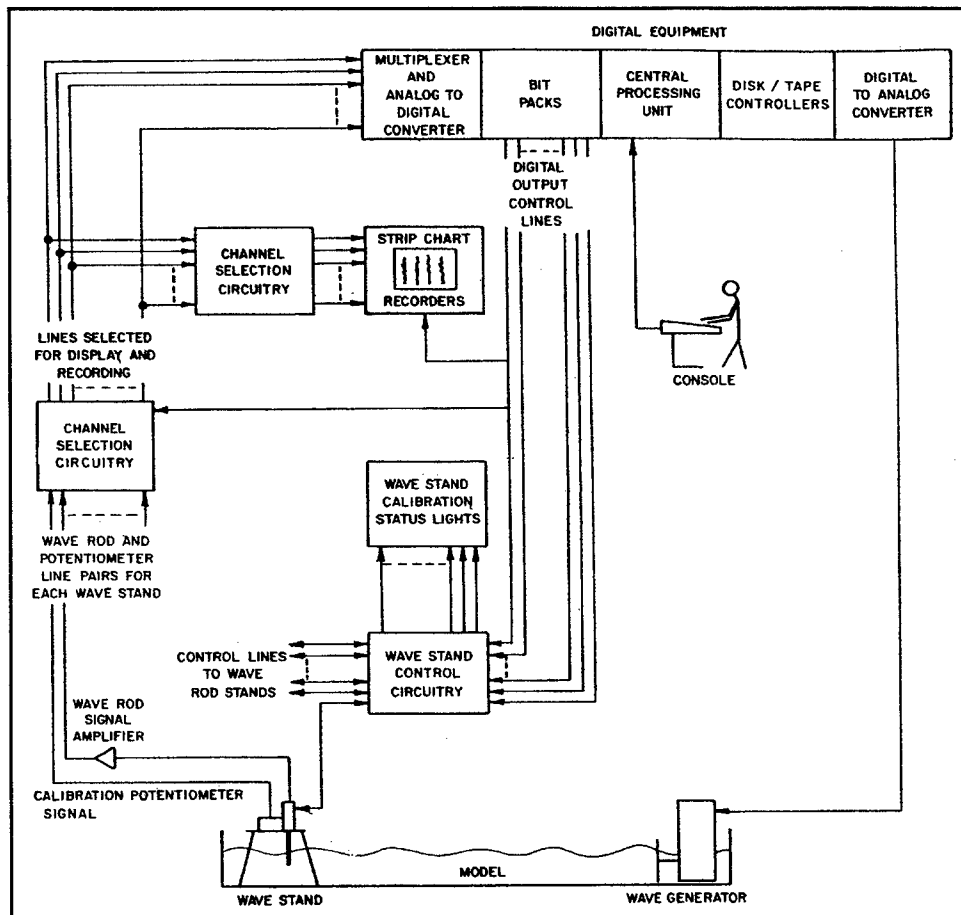 DIGITAL EQUIPMENT
MULTIPLEXER
AND
ANALOG TO
DIGITAL
CONVERTER
BIT
PACKS
CENTRAL
PROCESSING
UNIT
DISK / TAPE
CONTROLLERS
DIGITAL
TO ANALOG
CONVERTER
DIGITAL
OUTPUT
CONTROL
LINES
CHANNEL
SELECTION
CIRCUITRY
STRIP CHART
RECORDERS
LINES SELECTED
FOR DISPLAY AND
RECORDING
CONSOLE
CHANNEL
SELECTION
CIRCUITRY
WAVE STAND
CALIBRATION
STATUS LIGHTS
WAVE ROD AND
POTENTIOMETER
LINE PAIRS FOR
EACH WAVE STAND
CONTROL LINES
TO WAVE
ROD STANDS
WAVE STAND
CONTROL
CIRCUITRY
WAVE ROD
SIGNAL
AMPLIFIER
CALIBRATION POTENTIOMETER
SIGNAL
MODEL
WAVE STAND
WAVE GENERATOR